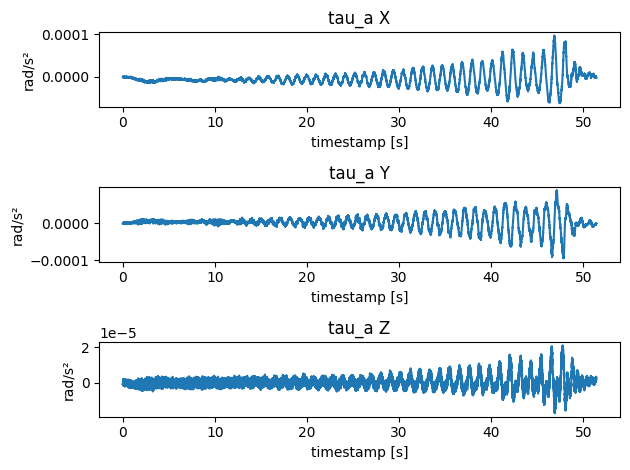 tau_a X
0.0001
0.0000
rad/s²
0 10 20 30 40 50
timestamp [s]
tau_a Y
0.0000
−0.0001
rad/s²
0 10 20 30 40 50
timestamp [s]
tau_a Z
1e−5
2
0
rad/s²
0 10 20 30 40 50
timestamp [s]